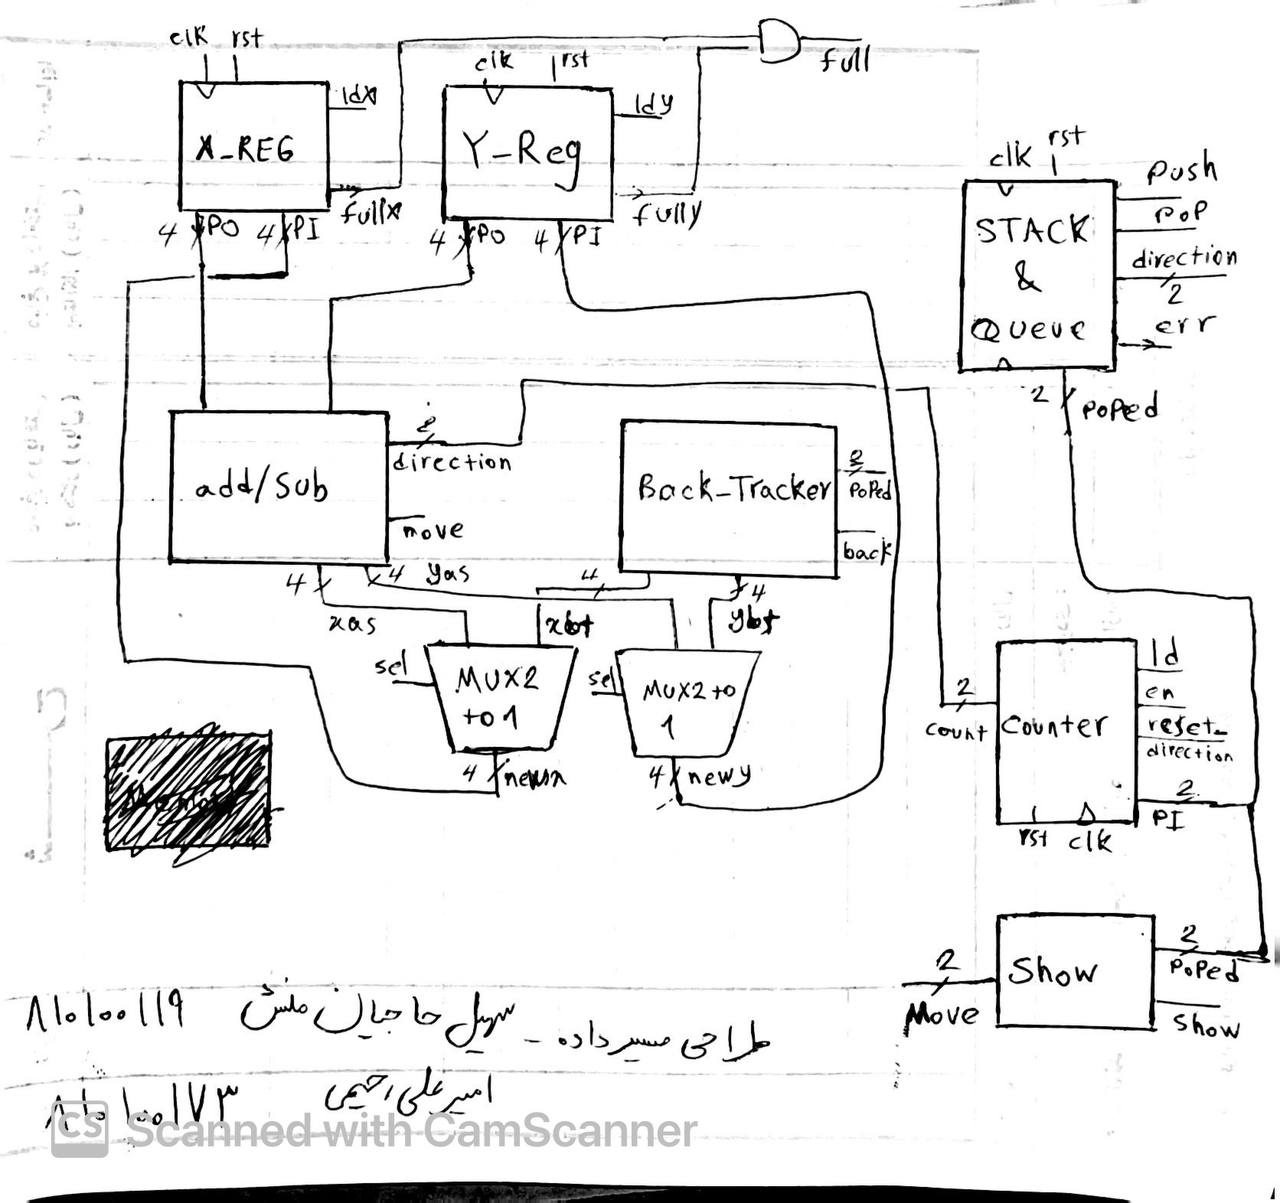 clk rst
ldx
X_REG
fullx
4 PO 4 PI
clk rst
ldy
Y-Reg
fully
4 PO 4 PI
full
clk rst
push
pop
direction
2
err
STACK
&
Queue
2 poped
add/sub
2
direction
move
4 4 yas
xas
Back-Tracker
poped
back
4 4
xbt ybt
sel
MUX2
to 1
4 newx
sel
MUX2to
1
4 newy
2
count
Counter
ld
en
reset-
direction
2
PI
rst clk
Show
2
poped
show
2
Move
طراحی مسیر داده - سهیل حاجیان منش ۸۱۰۱۰۰۱۱۹
امیرعلی رحیمی ۸۱۰۱۰۰۱۷۳
CS Scanned with CamScanner